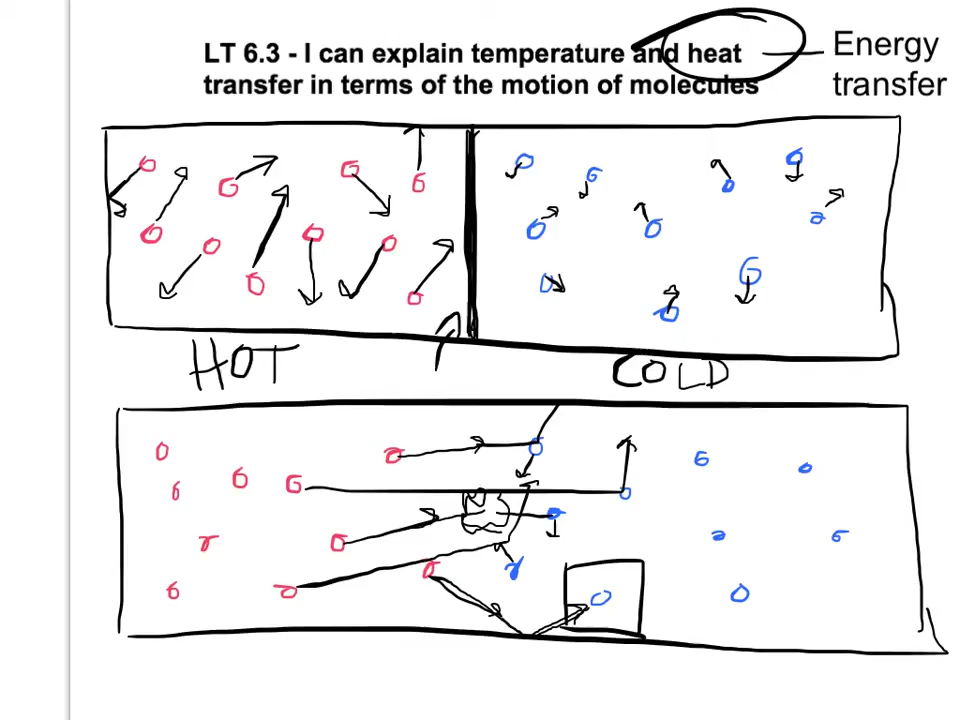 LT 6.3 - I can explain temperature and heat
transfer in terms of the motion of molecules
Energy
transfer
HOT
COLD